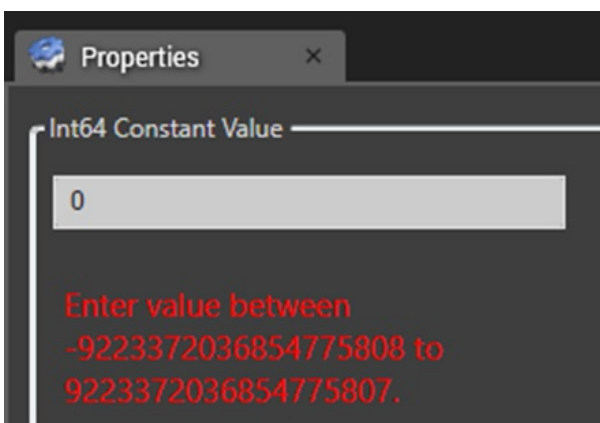 Properties
Int64 Constant Value
0
Enter value between
-9223372036854775808 to
9223372036854775807.